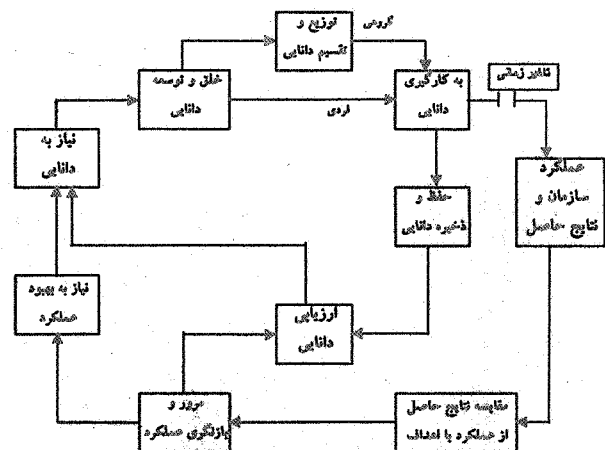 توزیع و
تقسیم دانایی
گروهی
خلق و توسعه
دانایی
فردی
به کارگیری
دانایی
تاخیر زمانی
نیاز به
دانایی
حفظ و
ذخیره دانایی
عملکرد
سازمان و
نتایج حاصل
نیاز به بهبود
عملکرد
ارزیابی
دانایی
مرور و
بازنگری عملکرد
مقایسه نتایج حاصل
از عملکرد با اهداف